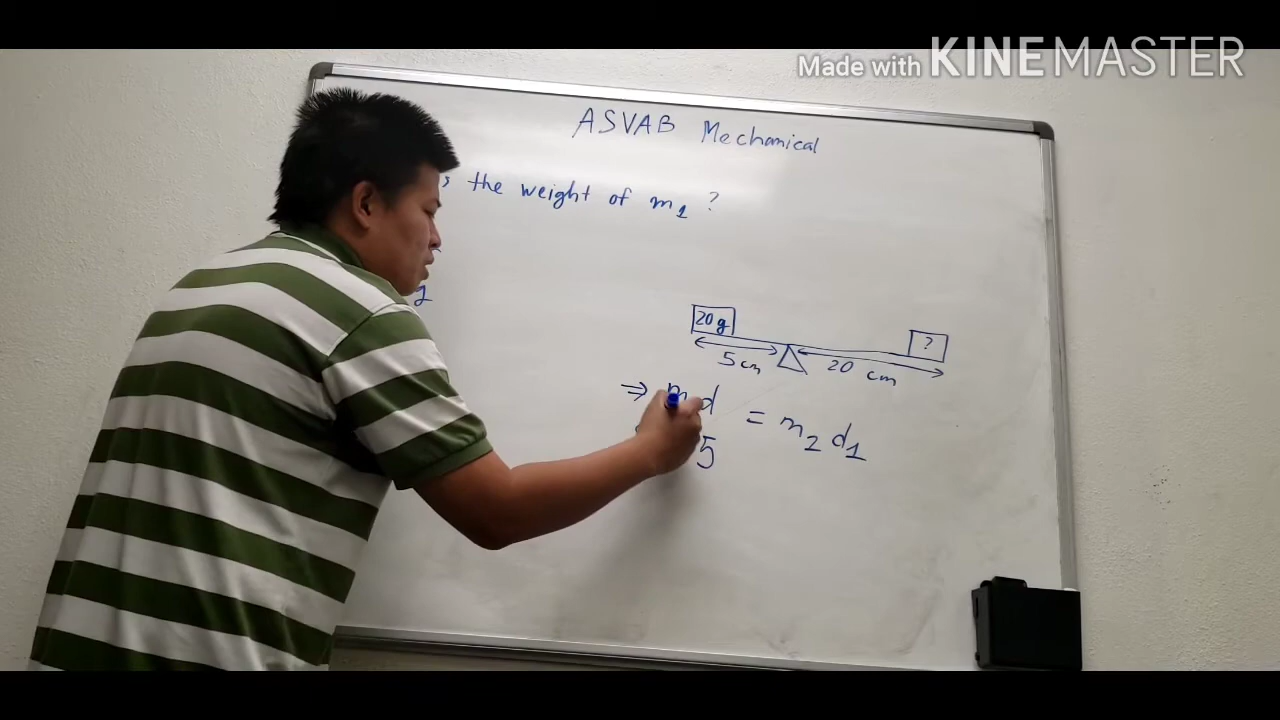 Made with KINEMASTER
ASVAB Mechanical
, the weight of m₁ ?
g
20g ?
5 cm 20 cm
⇒ m d = m₂ d₁
5